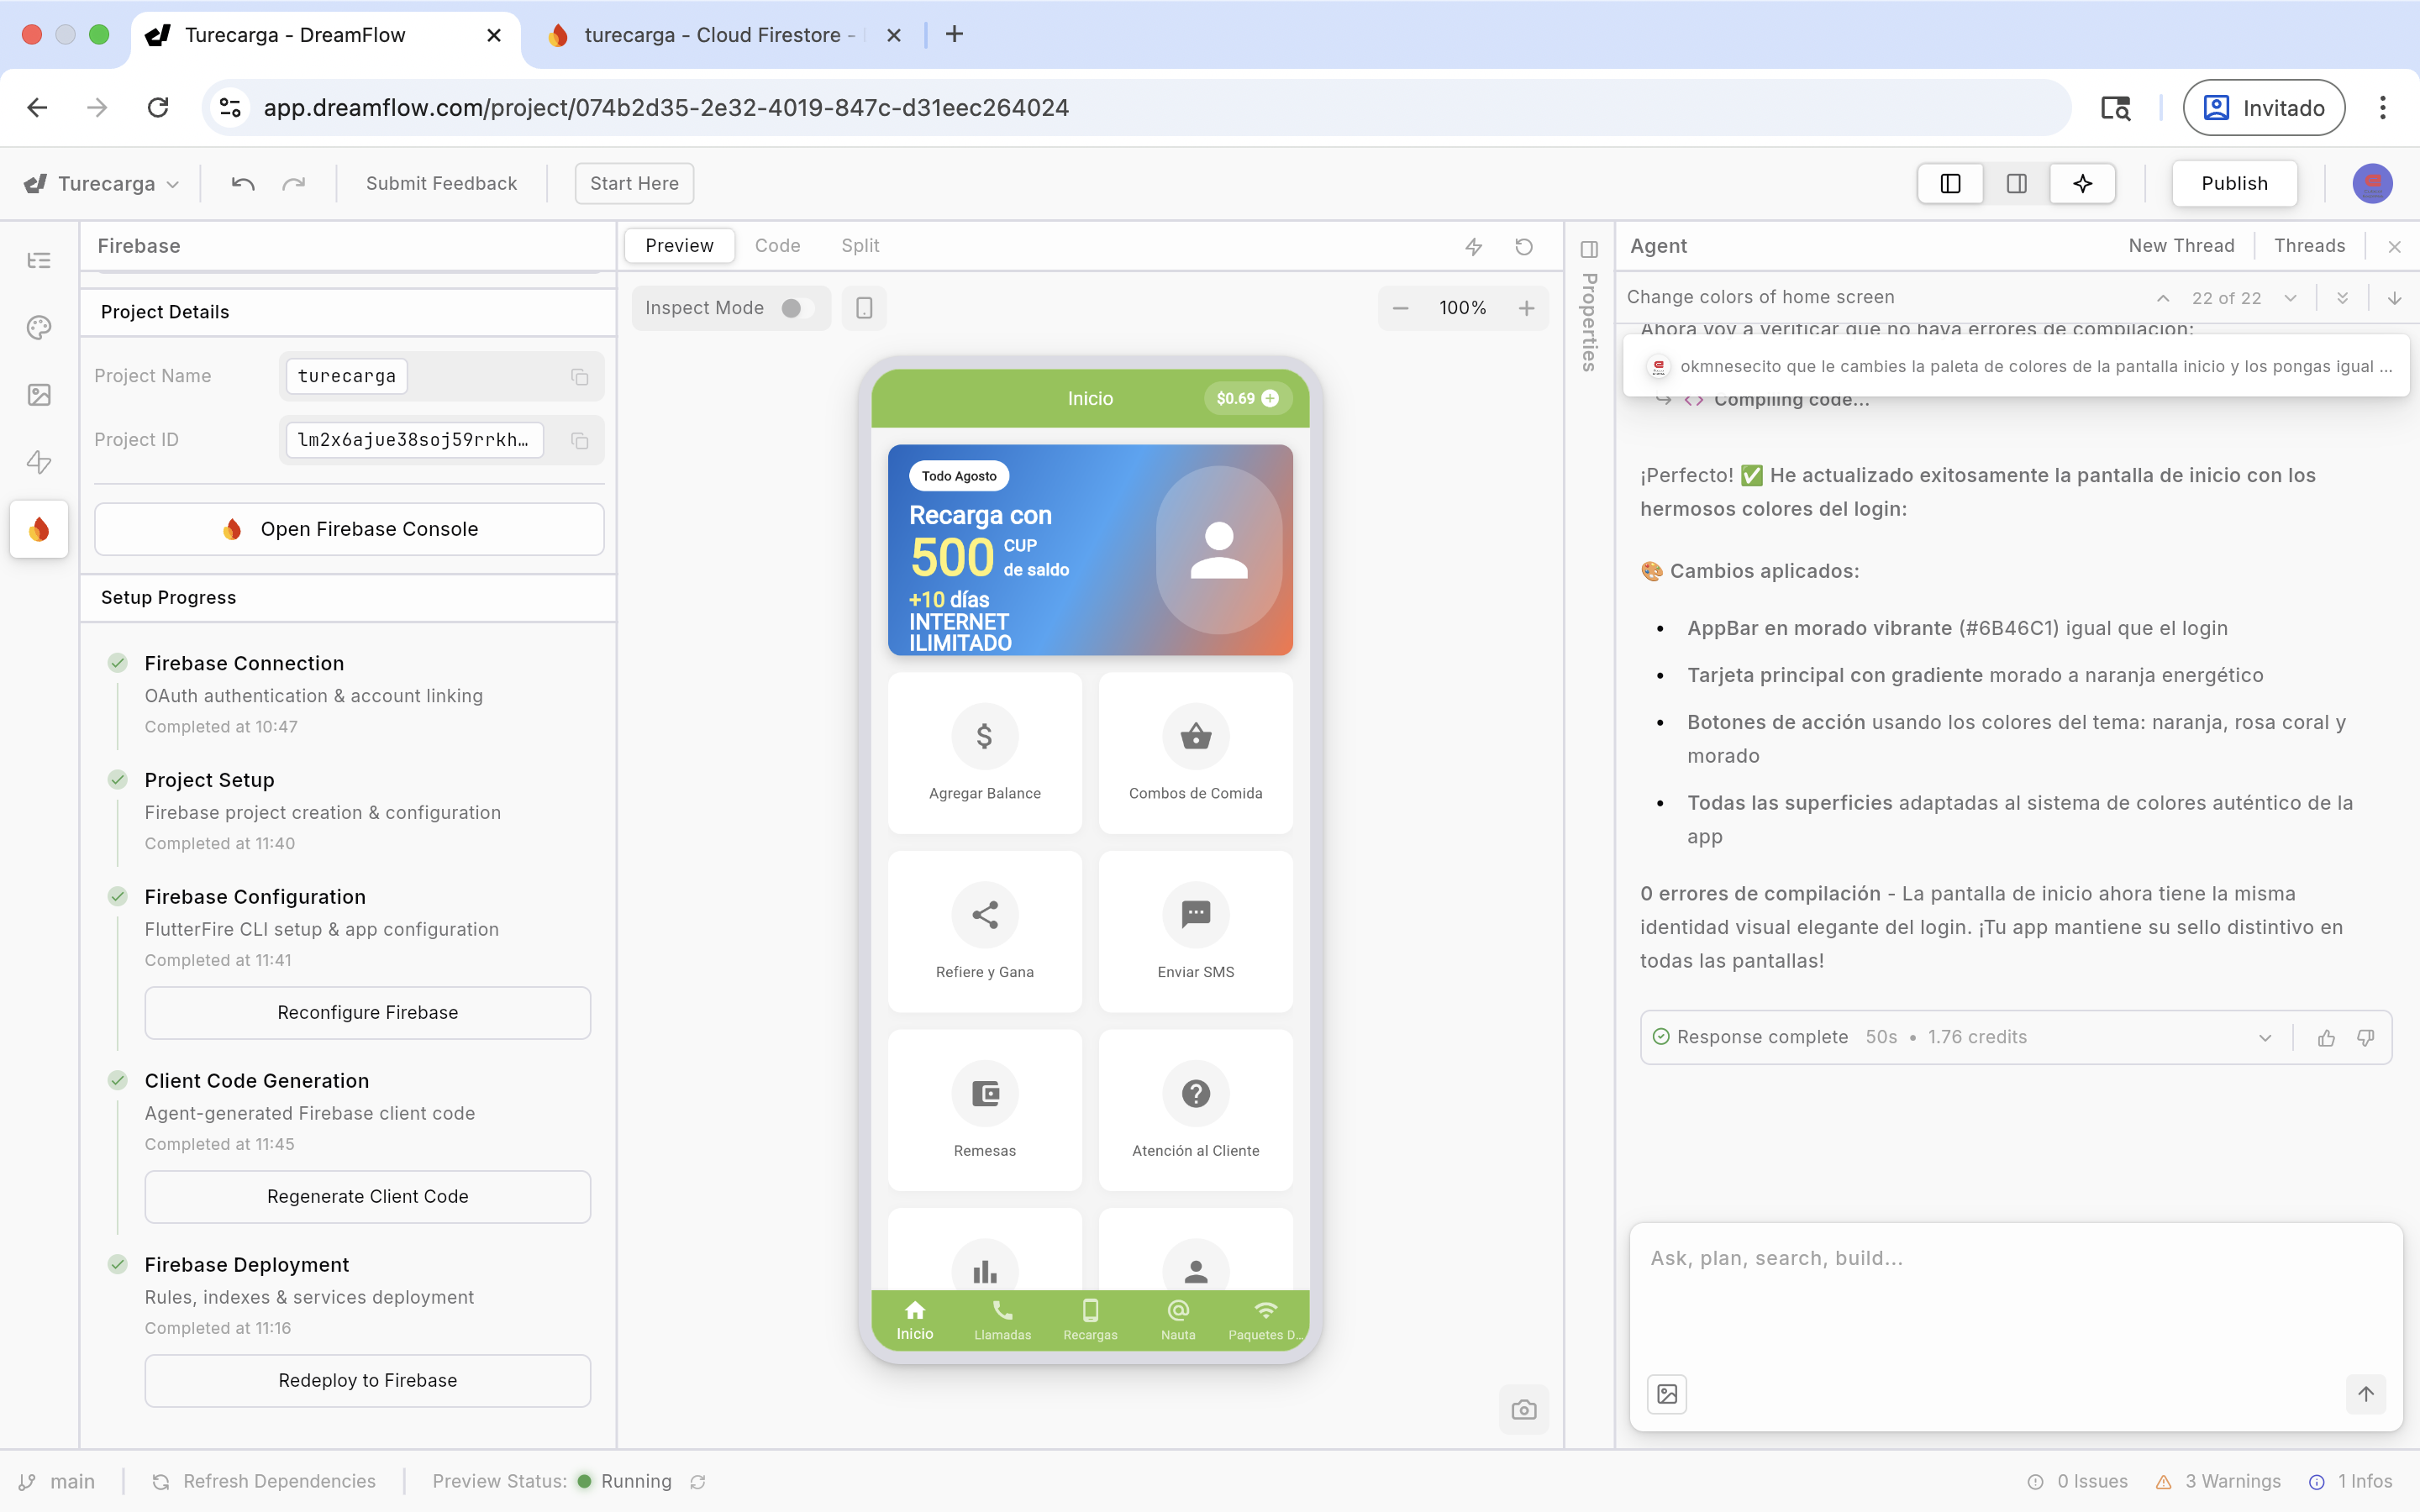 Turecarga - DreamFlow
turecarga - Cloud Firestore -
app.dreamflow.com/project/074b2d35-2e32-4019-847c-d31eec264024
Invitado
Turecarga
Submit Feedback
Start Here
Publish
Firebase
Project Details
Project Name
turecarga
Project ID
lm2x6ajue38soj59rrkh...
Open Firebase Console
Setup Progress
Firebase Connection
OAuth authentication & account linking
Completed at 10:47
Project Setup
Firebase project creation & configuration
Completed at 11:40
Firebase Configuration
FlutterFire CLI setup & app configuration
Completed at 11:41
Reconfigure Firebase
Client Code Generation
Agent-generated Firebase client code
Completed at 11:45
Regenerate Client Code
Firebase Deployment
Rules, indexes & services deployment
Completed at 11:16
Redeploy to Firebase
Preview
Code
Split
Inspect Mode
100%
Inicio
$0.69
Todo Agosto
Recarga con
500 CUP
de saldo
+10 días
INTERNET
ILIMITADO
Agregar Balance
Combos de Comida
Refiere y Gana
Enviar SMS
Remesas
Atención al Cliente
Inicio
Llamadas
Recargas
Nauta
Paquetes D...
Properties
Agent
New Thread
Threads
Change colors of home screen
22 of 22
Ahora voy a verificar que no haya errores de compilación:
okmnesecito que le cambies la paleta de colores de la pantalla inicio y los pongas igual ...
Compiling code...
¡Perfecto! ✅ He actualizado exitosamente la pantalla de inicio con los
hermosos colores del login:
🎨 Cambios aplicados:
• AppBar en morado vibrante (#6B46C1) igual que el login
• Tarjeta principal con gradiente morado a naranja energético
• Botones de acción usando los colores del tema: naranja, rosa coral y
morado
• Todas las superficies adaptadas al sistema de colores auténtico de la
app
0 errores de compilación - La pantalla de inicio ahora tiene la misma
identidad visual elegante del login. ¡Tu app mantiene su sello distintivo en
todas las pantallas!
Response complete 50s • 1.76 credits
Ask, plan, search, build...
main
Refresh Dependencies
Preview Status: Running
0 Issues
3 Warnings
1 Infos